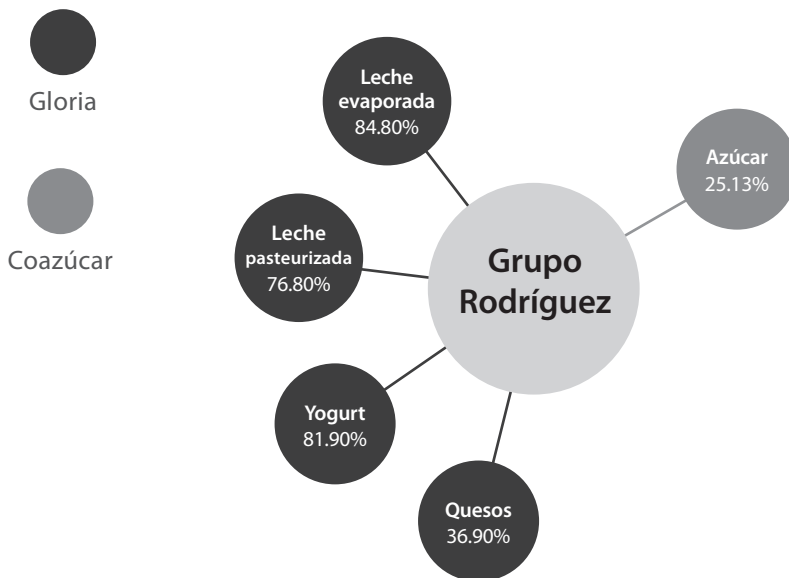 Gloria
Coazúcar
Leche
evaporada
84.80%
Azúcar
25.13%
Leche
pasteurizada
76.80%
Grupo
Rodríguez
Yogurt
81.90%
Quesos
36.90%